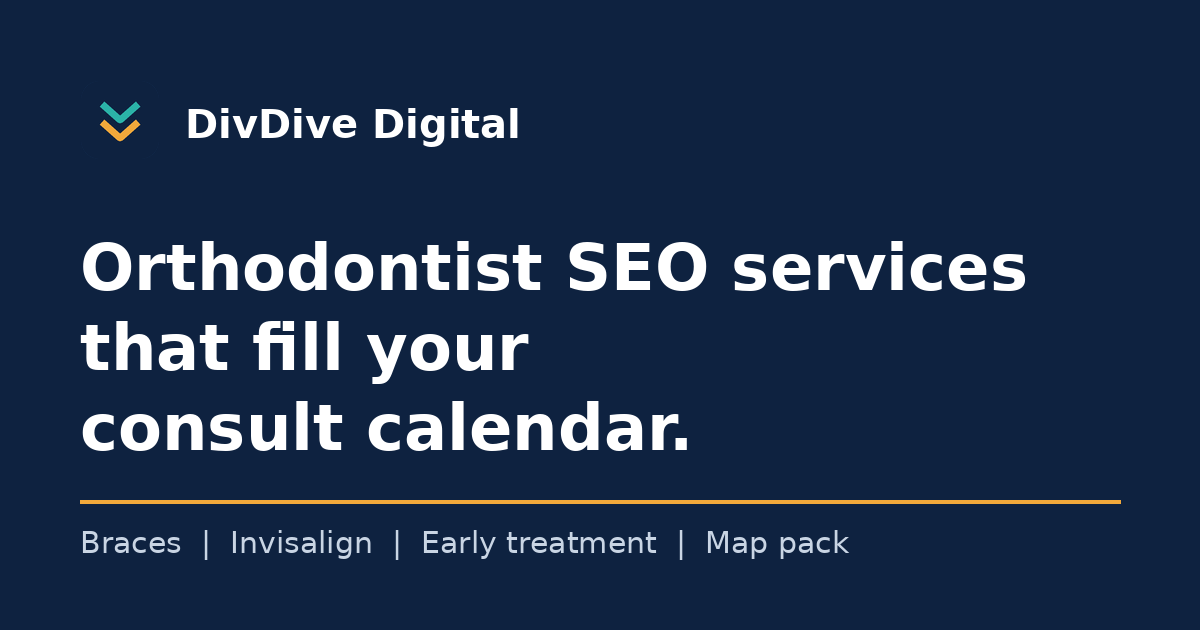 DivDive Digital
Orthodontist SEO services
that fill your
consult calendar.
Braces | Invisalign | Early treatment | Map pack